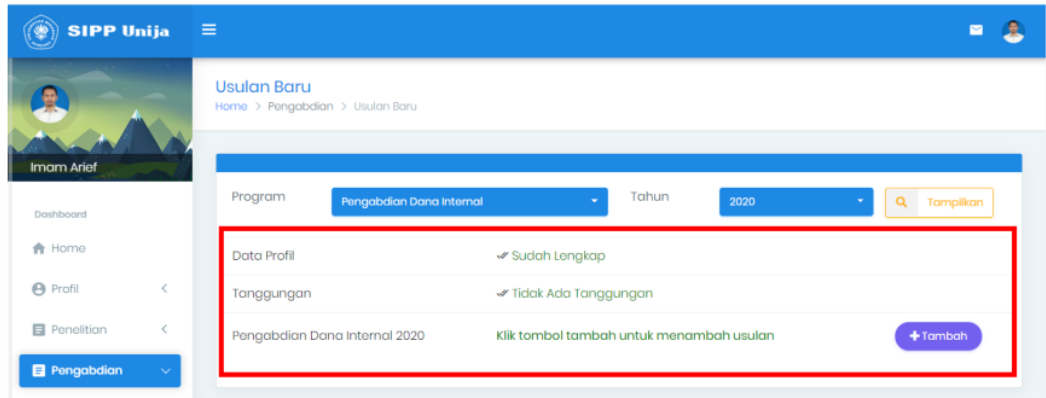 SIPP Unija
Usulan Baru
Home > Pengabdian > Usulan Baru
Imam Arief
Dashboard
Home
Profil
Penelitian
Pengabdian
Program Pengabdian Dana Internal Tahun 2020 Tampilkan
Data Profil Sudah Lengkap
Tanggungan Tidak Ada Tanggungan
Pengabdian Dana Internal 2020 Klik tombol tambah untuk menambah usulan +Tambah